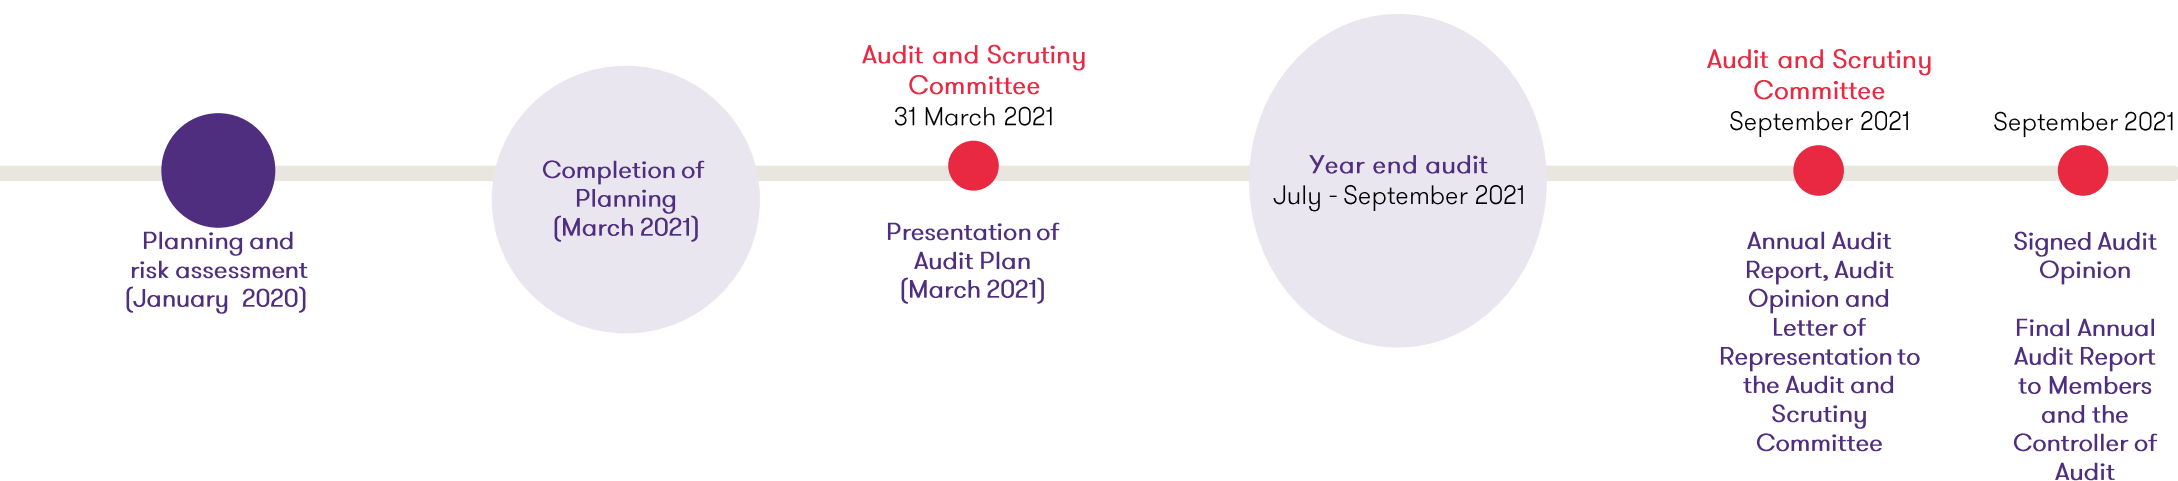 Planning and
risk assessment
(January 2020)
Completion of
Planning
(March 2021)
Audit and Scrutiny
Committee
31 March 2021
Presentation of
Audit Plan
(March 2021)
Year end audit
July - September 2021
Audit and Scrutiny
Committee
September 2021
Annual Audit
Report, Audit
Opinion and
Letter of
Representation to
the Audit and
Scrutiny
Committee
September 2021
Signed Audit
Opinion
Final Annual
Audit Report
to Members
and the
Controller of
Audit